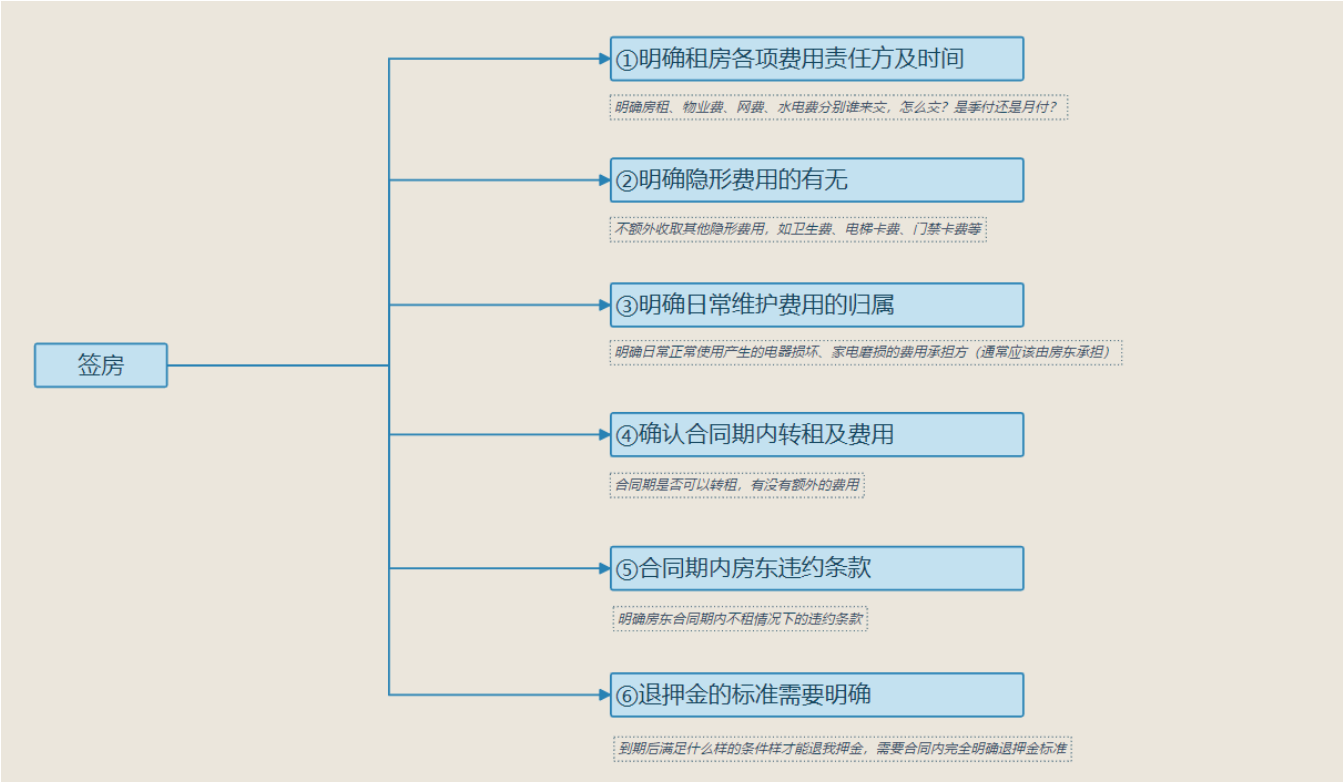 签房
①明确租房各项费用责任方及时间
明确房租、物业费、网费、水电费分别谁来交，怎么交？是季付还是月付？
②明确隐形费用的有无
不额外收取其他隐形费用，如卫生费、电梯卡费、门禁卡费等
③明确日常维护费用的归属
明确日常正常使用产生的电器损坏、家电磨损的费用承担方（通常应该由房东承担）
④确认合同期内转租及费用
合同期是否可以转租，有没有额外的费用
⑤合同期内房东违约条款
明确房东合同期内不租情况下的违约条款
⑥退押金的标准需要明确
到期后满足什么样的条件样才能退我押金，需要合同内完全明确退押金标准